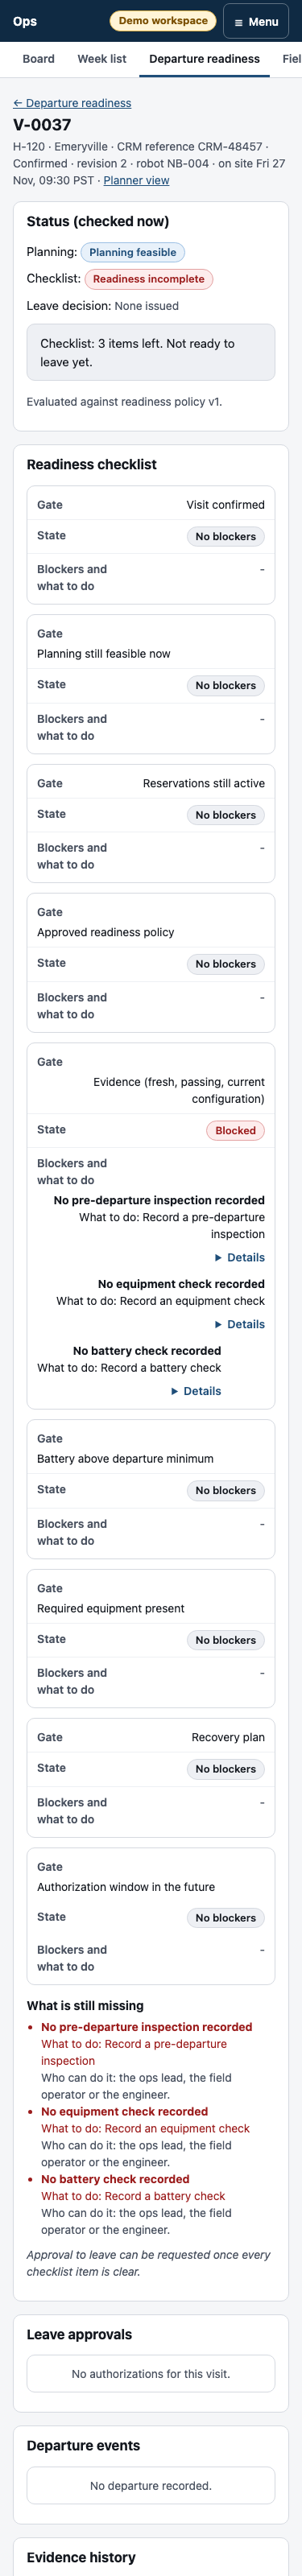 Ops
Demo workspace
≡ Menu
Board Week list Departure readiness Fiel
← Departure readiness
V-0037
H-120 · Emeryville · CRM reference CRM-48457 ·
Confirmed · revision 2 · robot NB-004 · on site Fri 27
Nov, 09:30 PST · Planner view
Status (checked now)
Planning: Planning feasible
Checklist: Readiness incomplete
Leave decision: None issued
Checklist: 3 items left. Not ready to
leave yet.
Evaluated against readiness policy v1.
Readiness checklist
Gate Visit confirmed
State No blockers
Blockers and -
what to do
Gate
Planning still feasible now
State No blockers
Blockers and -
what to do
Gate Reservations still active
State No blockers
Blockers and -
what to do
Gate
Approved readiness policy
State No blockers
Blockers and -
what to do
Gate
Evidence (fresh, passing, current
configuration)
State Blocked
Blockers and
what to do
No pre-departure inspection recorded
What to do: Record a pre-departure
inspection
▶ Details
No equipment check recorded
What to do: Record an equipment check
▶ Details
No battery check recorded
What to do: Record a battery check
▶ Details
Gate
Battery above departure minimum
State No blockers
Blockers and -
what to do
Gate
Required equipment present
State No blockers
Blockers and -
what to do
Gate Recovery plan
State No blockers
Blockers and -
what to do
Gate
Authorization window in the future
State No blockers
Blockers and -
what to do
What is still missing
• No pre-departure inspection recorded
What to do: Record a pre-departure
inspection
Who can do it: the ops lead, the field
operator or the engineer.
• No equipment check recorded
What to do: Record an equipment check
Who can do it: the ops lead, the field
operator or the engineer.
• No battery check recorded
What to do: Record a battery check
Who can do it: the ops lead, the field
operator or the engineer.
Approval to leave can be requested once every
checklist item is clear.
Leave approvals
No authorizations for this visit.
Departure events
No departure recorded.
Evidence history